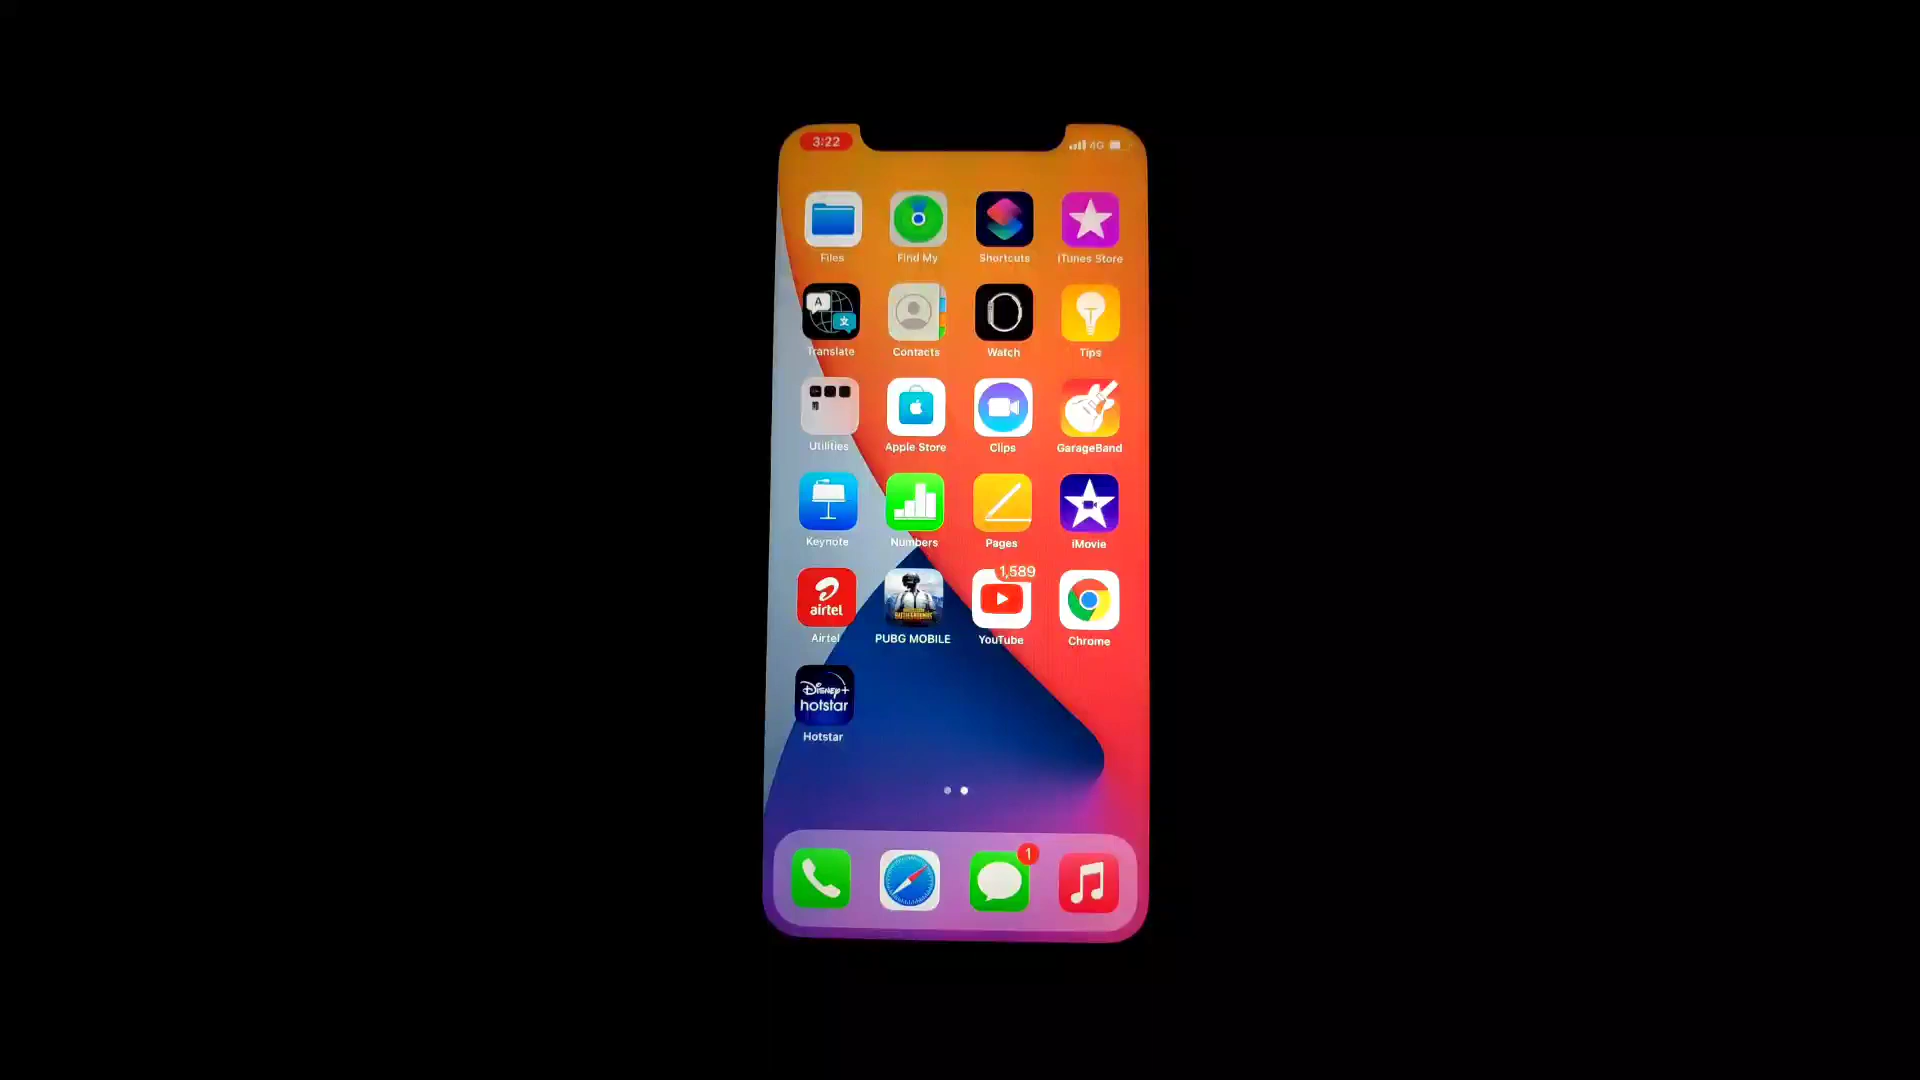 3:22
4G
Files
Find My
Shortcuts
iTunes Store
A
文
Translate
Contacts
Watch
Tips
Utilities
Apple Store
Clips
GarageBand
Keynote
Numbers
Pages
iMovie
airtel
1,589
Airtel
PUBG MOBILE
YouTube
Chrome
Disney+
hotstar
Hotstar
1